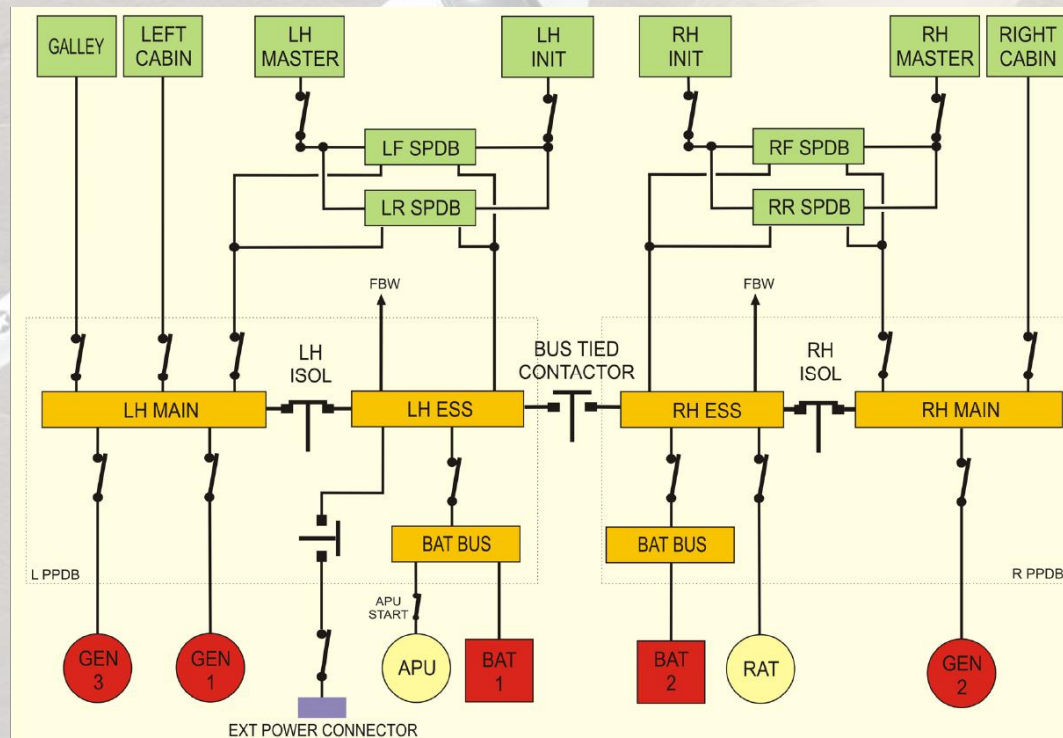 GALLEY
LEFT
CABIN
LH
MASTER
LH
INIT
RH
INIT
RH
MASTER
RIGHT
CABIN
LF SPDB
RF SPDB
LR SPDB
RR SPDB
FBW
FBW
LH
ISOL
BUS TIED
CONTACTOR
RH
ISOL
LH MAIN
LH ESS
RH ESS
RH MAIN
BAT BUS
BAT BUS
L PPDB
R PPDB
APU
START
GEN
3
GEN
1
APU
BAT
1
BAT
2
RAT
GEN
2
EXT POWER CONNECTOR